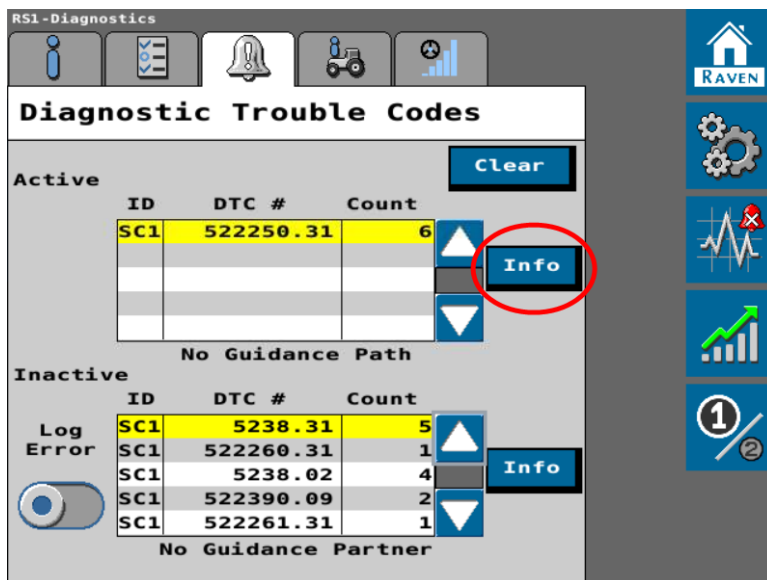 RS1-Diagnostics
RAVEN
Diagnostic Trouble Codes
Clear
Active
ID DTC # Count
SC1 522250.31 6
Info
No Guidance Path
Inactive
ID DTC # Count
Log Error
SC1 5238.31 5
SC1 522260.31 1
SC1 5238.02 4
SC1 522390.09 2
SC1 522261.31 1
Info
No Guidance Partner
1/2